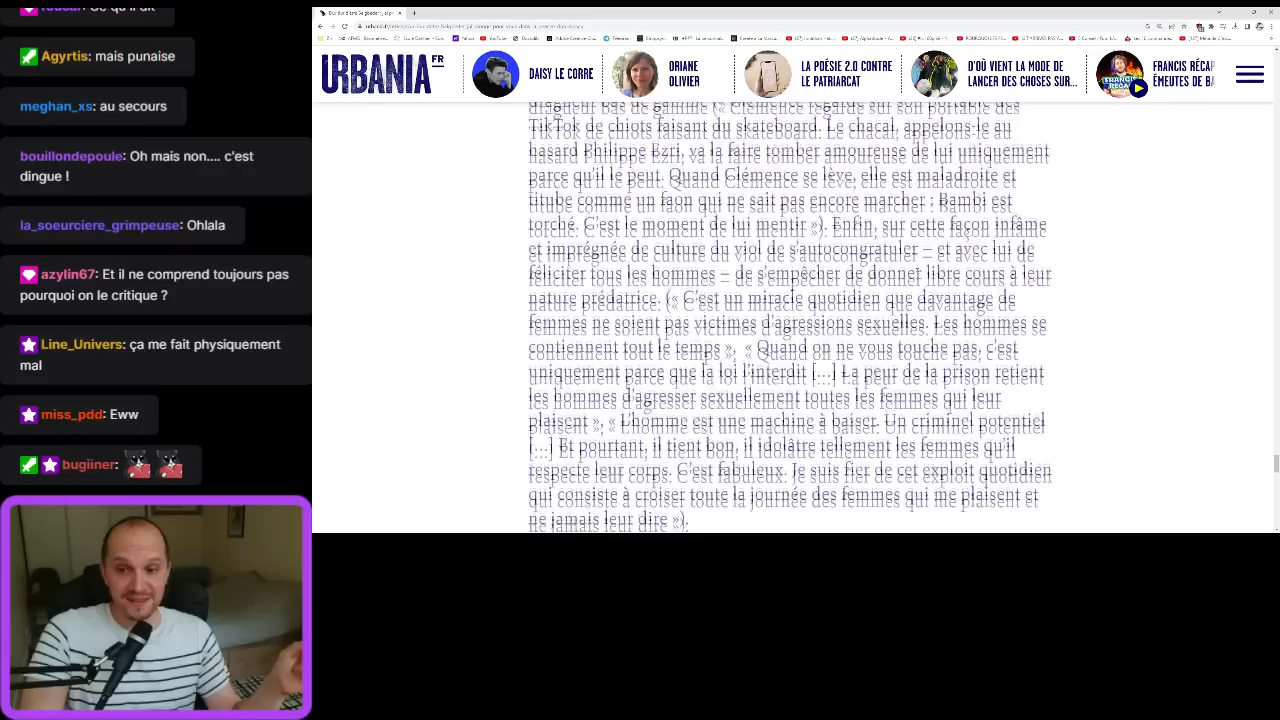 Agyrtis: mais punaise
meghan_xs: au secours
bouillondepoule: Oh mais non.... c'est
dingue !
la_soeurciere_grimpeuse: Ohlala
azylin67: Et il ne comprend toujours pas
pourquoi on le critique ?
Line_Univers: ça me fait physiquement
mal
miss_pdd: Eww
bugiiner:
URBANIA FR
DAISY LE CORRE
ORIANE
OLIVIER
LA POÉSIE 2.0 CONTRE
LE PATRIARCAT
D'OÙ VIENT LA MODE DE
LANCER DES CHOSES SUR...
FRANCIS RÉCAP
ÉMEUTES DE BA
dragueur bas de gamme (« Clémence regarde sur son portable des
TikTok de chiots faisant du skateboard. Le chacal, appelons-le au
hasard Philippe Ezri, va la faire tomber amoureuse de lui uniquement
parce qu'il le peut. Quand Clémence se lève, elle est maladroite et
titube comme un faon qui ne sait pas encore marcher : Bambi est
torché. C'est le moment de lui mentir »). Enfin, sur cette façon infâme
et imprégnée de culture du viol de s'autocongratuler – et avec lui de
féliciter tous les hommes – de s'empêcher de donner libre cours à leur
nature prédatrice. (« C'est un miracle quotidien que davantage de
femmes ne soient pas victimes d'agressions sexuelles. Les hommes se
contiennent tout le temps », « Quand on ne vous touche pas, c'est
uniquement parce que la loi l'interdit [...] La peur de la prison retient
les hommes d'agresser sexuellement toutes les femmes qui leur
plaisent », « L'homme est une machine à baiser. Un criminel potentiel
[...] Et pourtant, il tient bon, il idolâtre tellement les femmes qu'il
respecte leur corps. C'est fabuleux. Je suis fier de cet exploit quotidien
qui consiste à croiser toute la journée des femmes qui me plaisent et
ne jamais leur dire »).